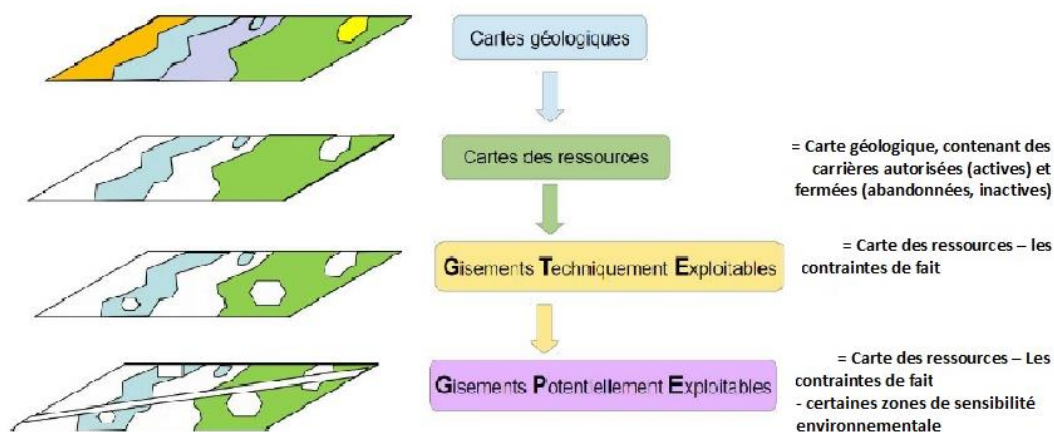 Cartes géologiques
Cartes des ressources
= Carte géologique, contenant des
carrières autorisées (actives) et
fermées (abandonnées, inactives)
Gisements Techniquement Exploitables
= Carte des ressources – les
contraintes de fait
Gisements Potentiellement Exploitables
= Carte des ressources – Les
contraintes de fait
- certaines zones de sensibilité
environnementale